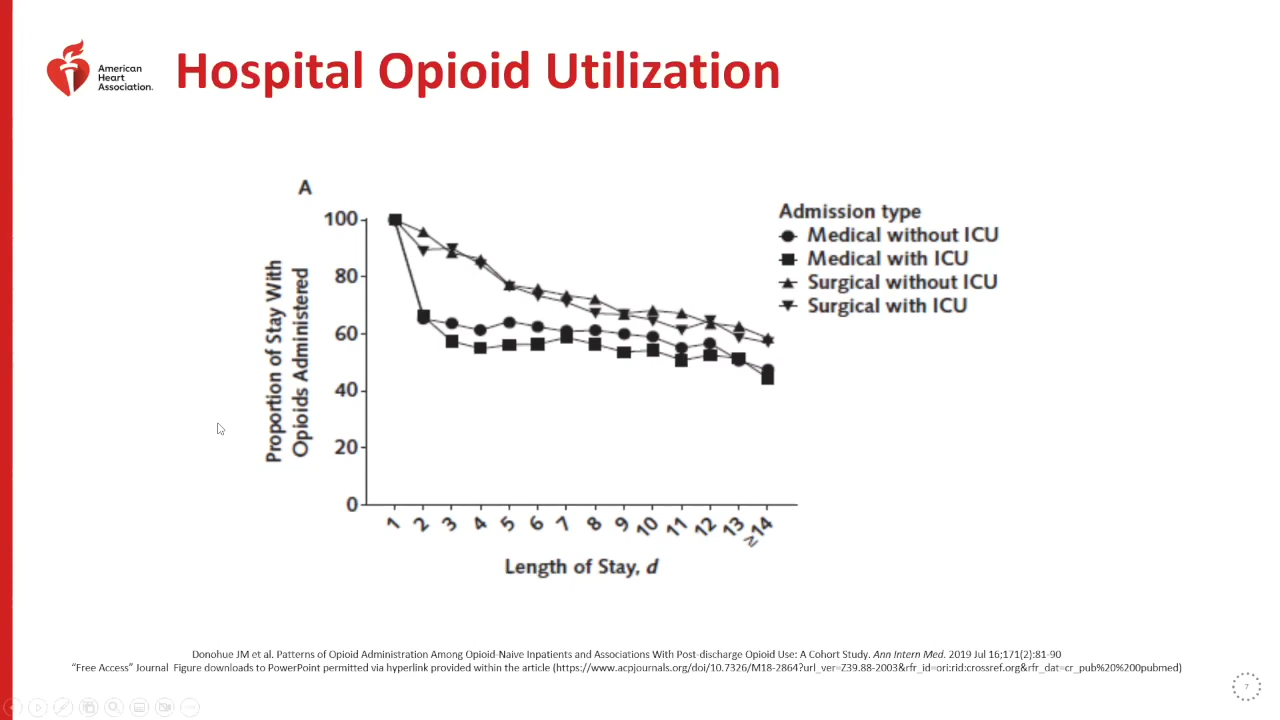 American
Heart
Association.
Hospital Opioid Utilization
A
100
80
60
40
20
0
Proportion of Stay With
Opioids Administered
1 2 3 4 5 6 7 8 9 10 11 12 13 ≥14
Length of Stay, d
Admission type
Medical without ICU
Medical with ICU
Surgical without ICU
Surgical with ICU
Donohue JM et al. Patterns of Opioid Administration Among Opioid-Naive Inpatients and Associations With Post-discharge Opioid Use: A Cohort Study. Ann Intern Med. 2019 Jul 16;171(2):81-90
“Free Access” Journal Figure downloads to PowerPoint permitted via hyperlink provided within the article (https://www.acpjournals.org/doi/10.7326/M18-2864?url_ver=Z39.88-2003&rfr_id=ori:rid:crossref.org&rfr_dat=cr_pub%20%200pubmed)
7